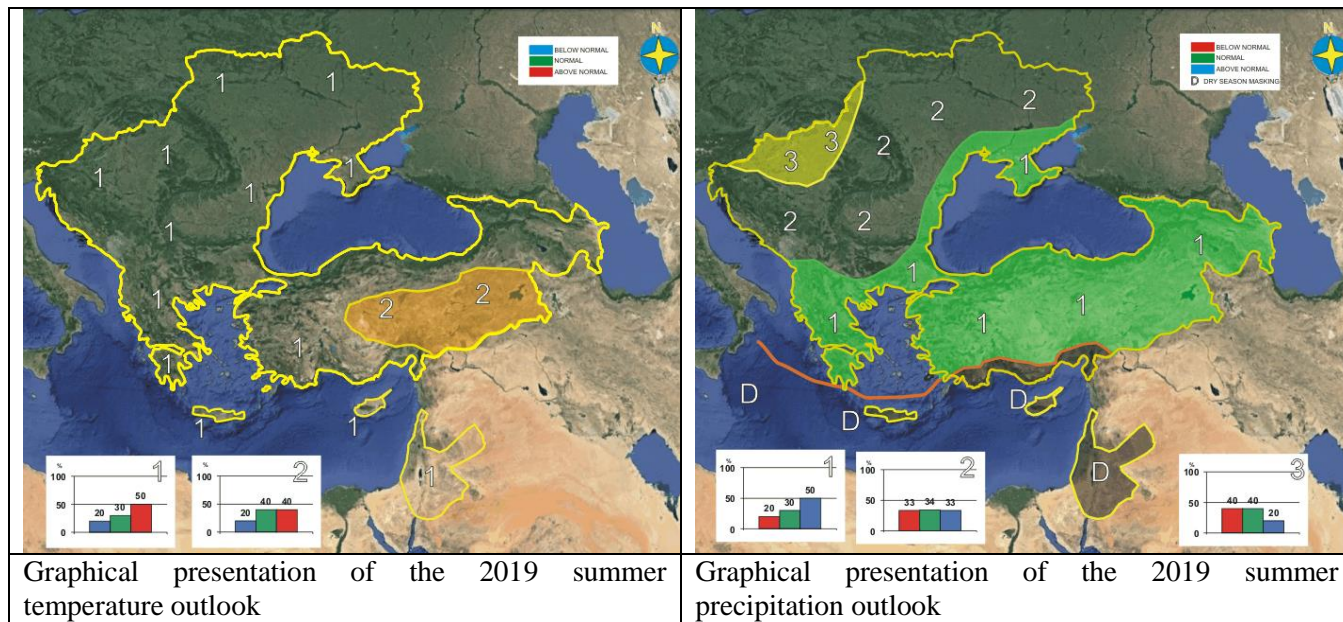 N
BELOW NORMAL
NORMAL
ABOVE NORMAL
1 1
1
1
1
1
1
1
2 2
1
1
1
1
1
1
%
100
50
0
20 30 50
2
100
50
0
20 40 40
N
BELOW NORMAL
NORMAL
ABOVE NORMAL
D DRY SEASON MASKING
2 2
3 3
2
1
2 2
1
1
1
1 1
D
D
D
D
1
%
100
50
0
20 30 50
2
%
100
50
0
33 34 33
3
%
100
50
0
40 40 20
Graphical presentation of the 2019 summer
temperature outlook
Graphical presentation of the 2019 summer
precipitation outlook